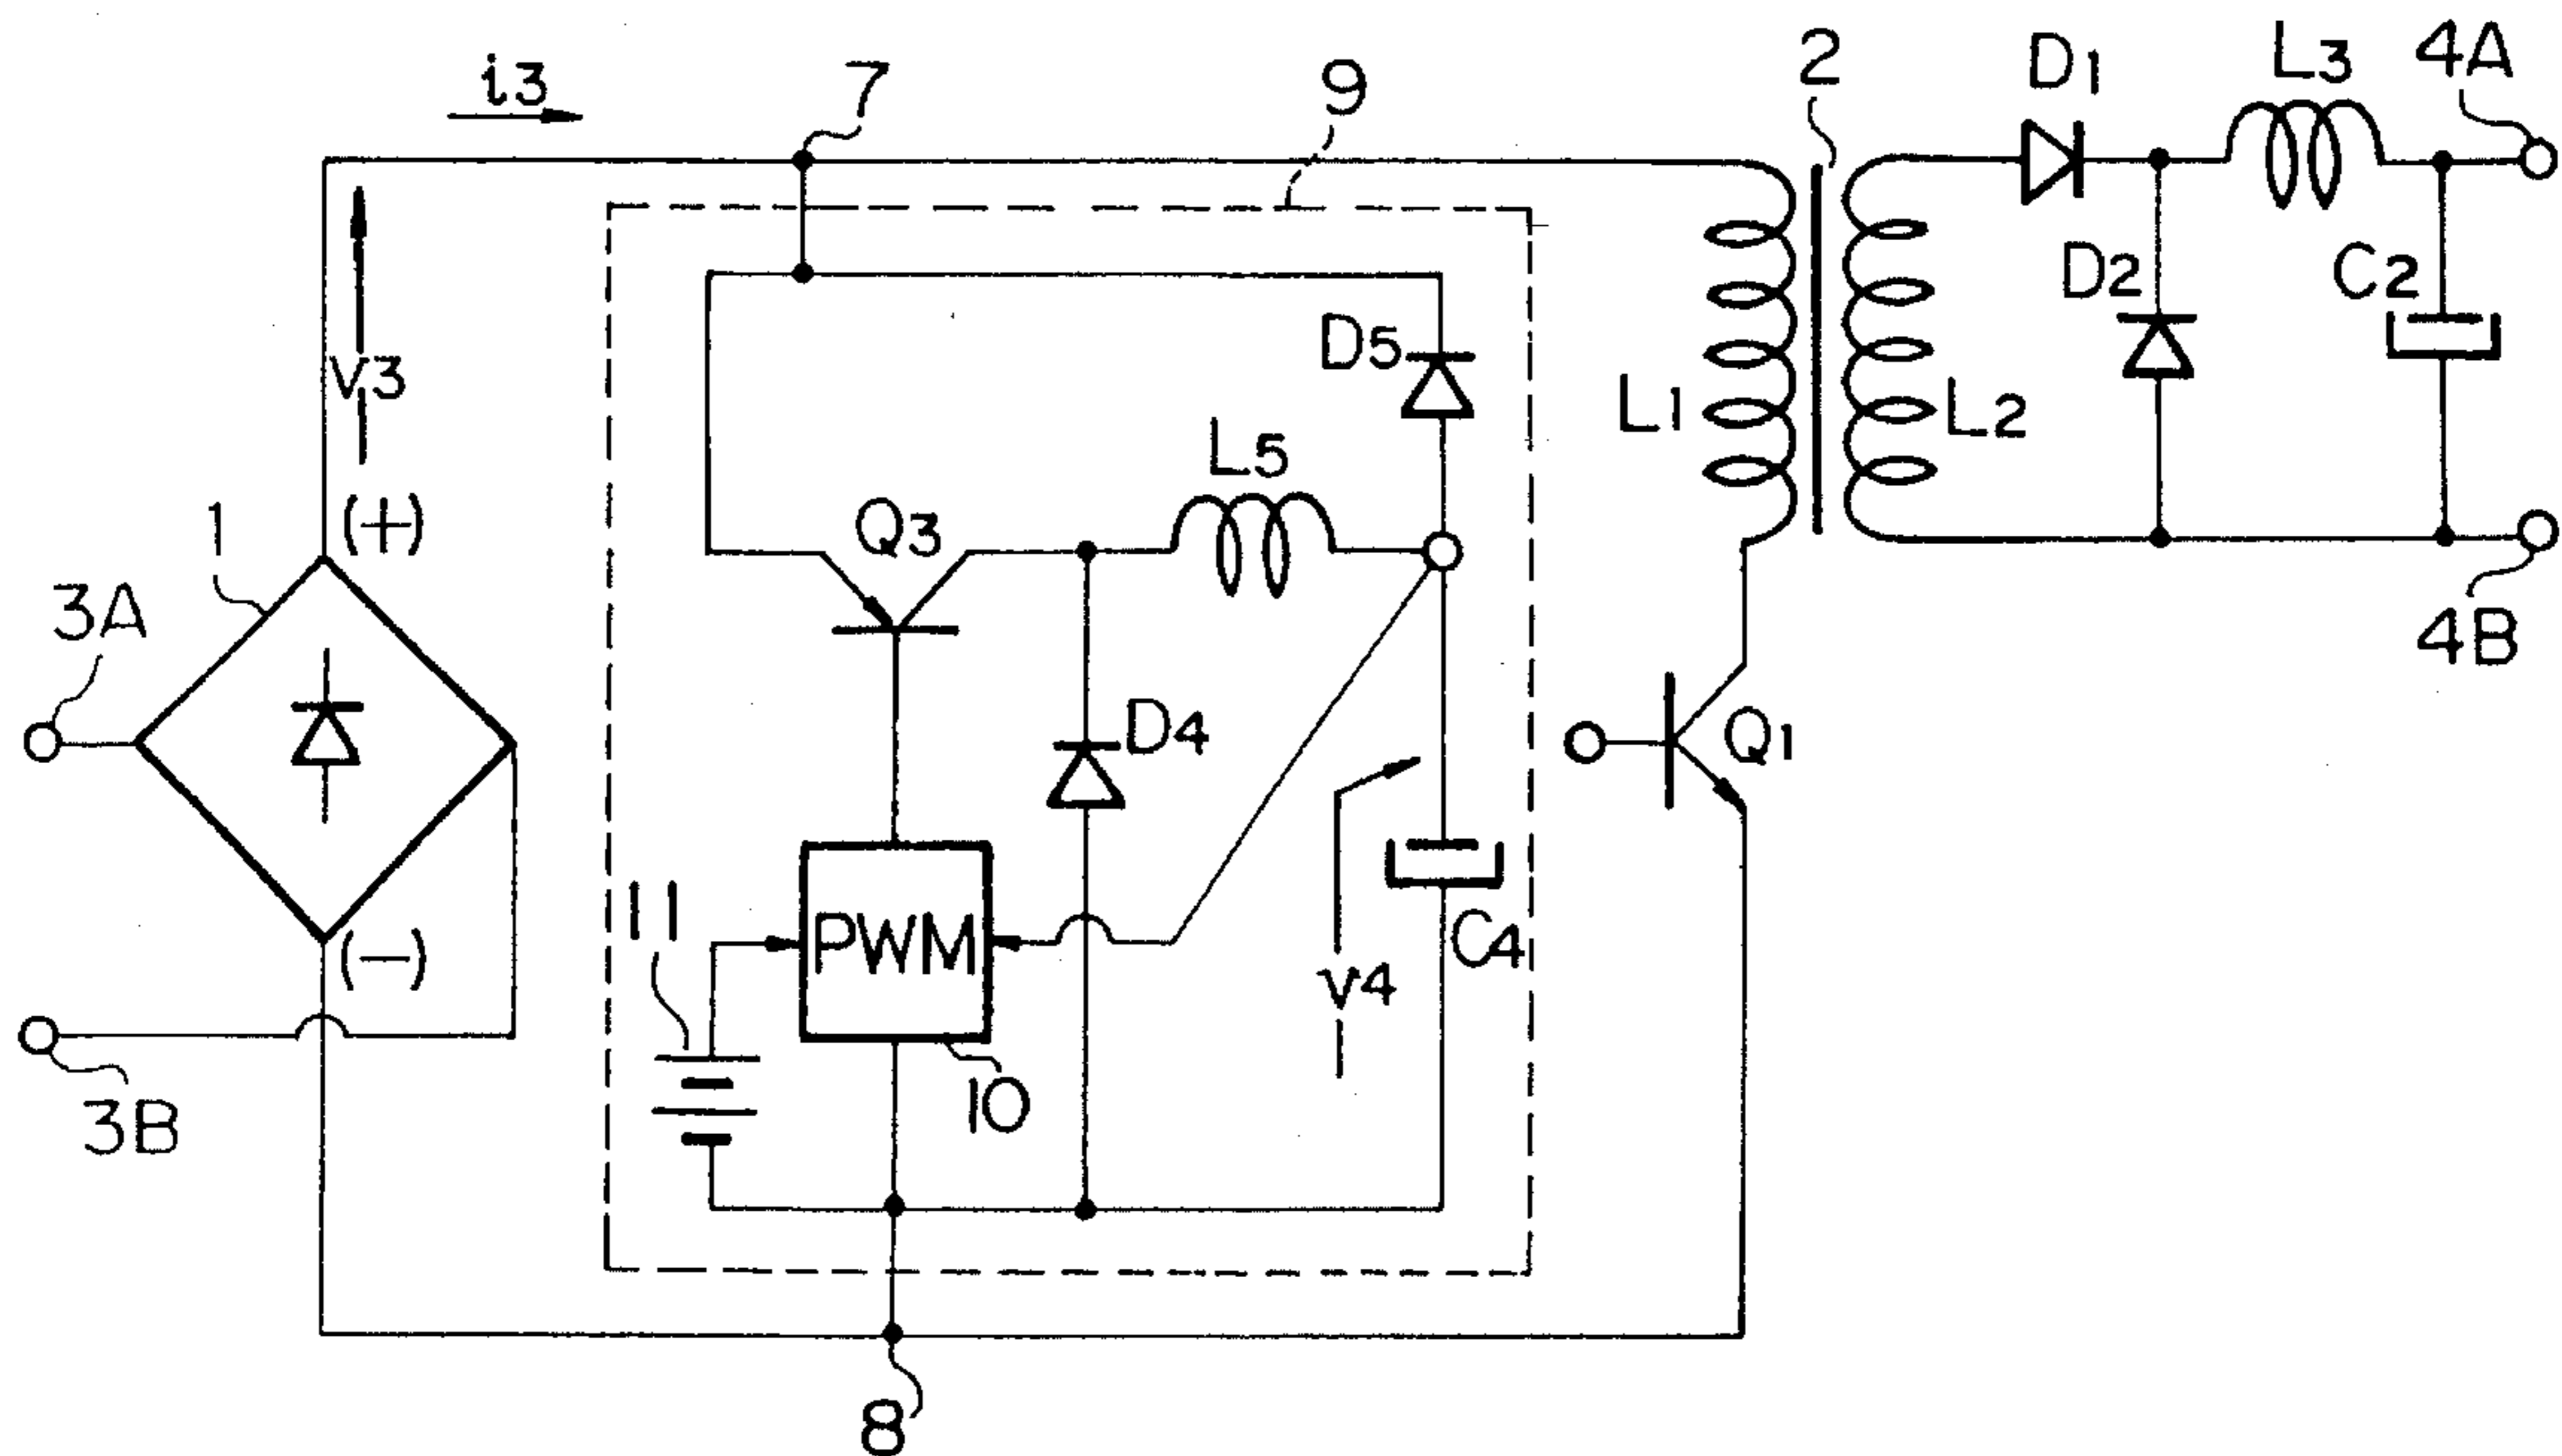 i3
7
9
2
D1
L3
4A
V3
D5
D2
C2
L1
L2
L5
(+)
1
Q3
3A
4B
D4
Q1
11
PWM
C4
(—)
v4
10
3B
8